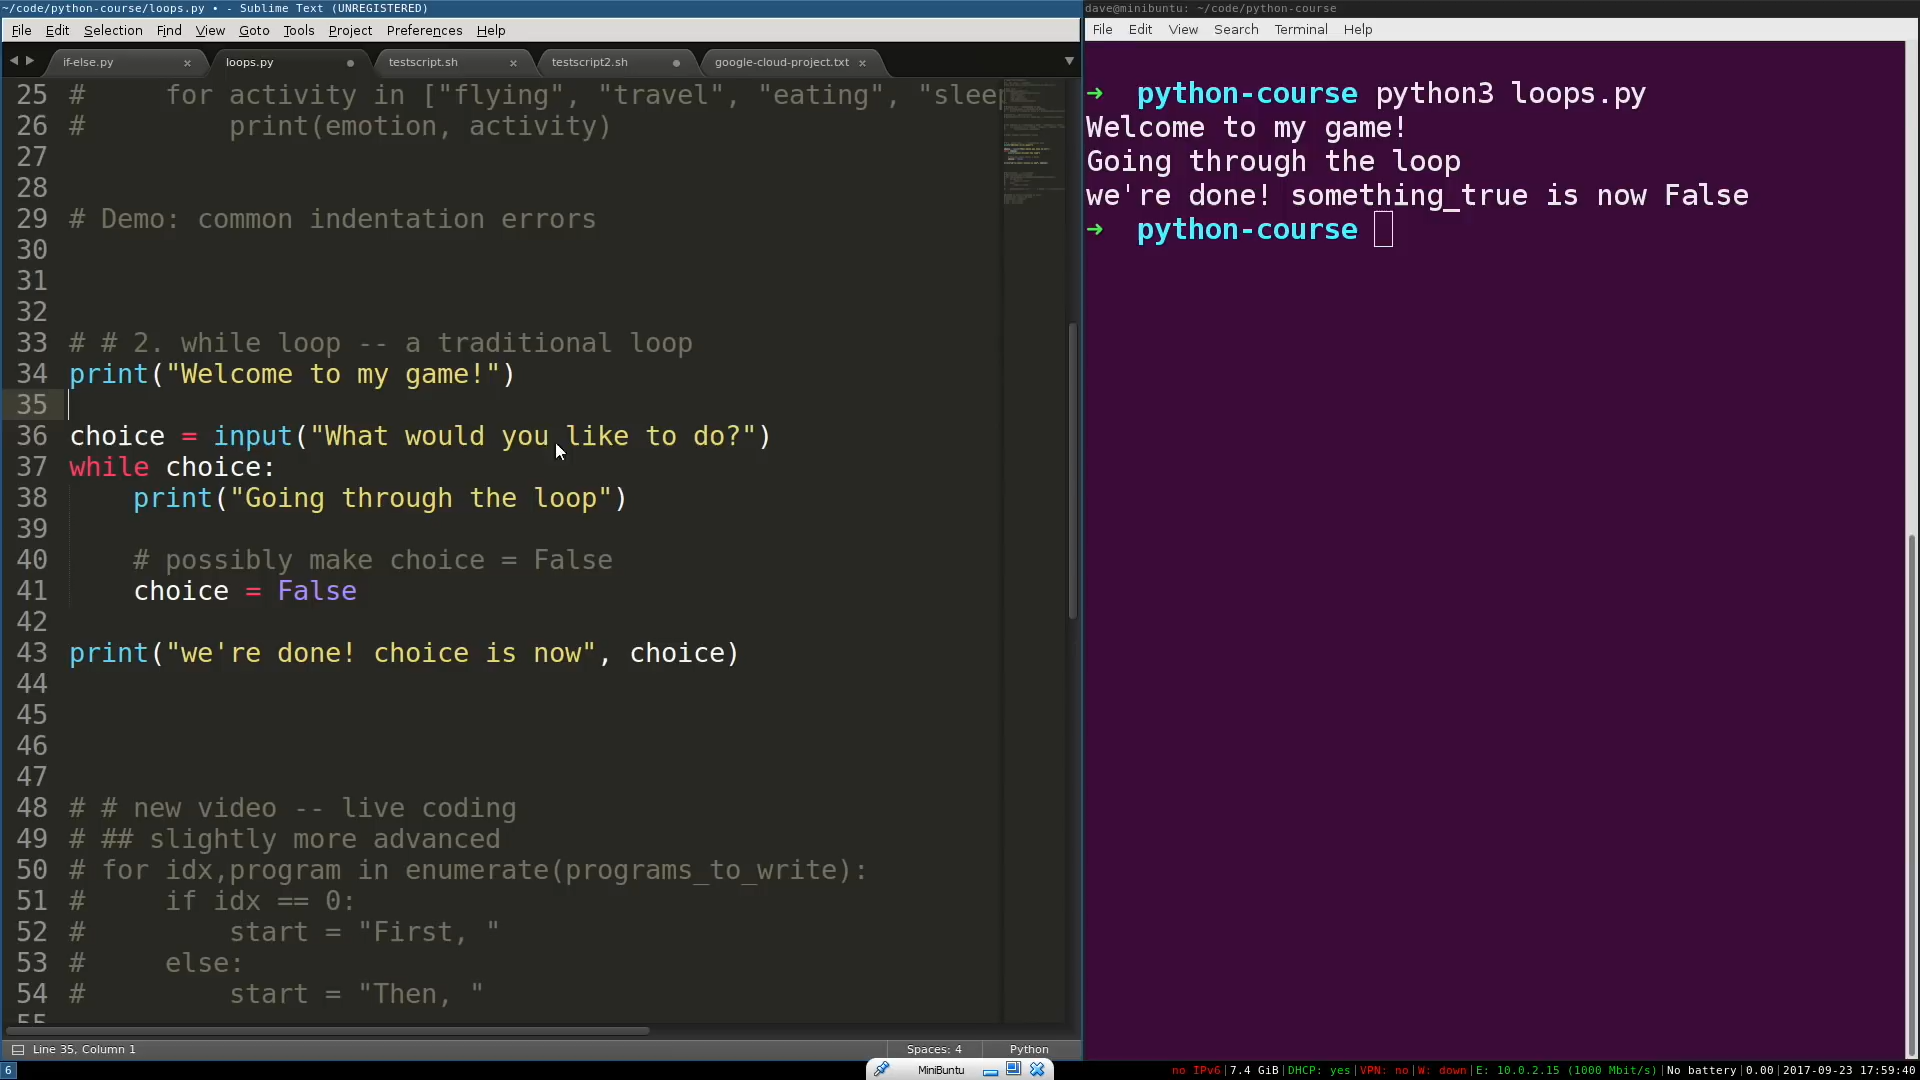 ~/code/python-course/loops.py • - Sublime Text (UNREGISTERED)
File Edit Selection Find View Goto Tools Project Preferences Help
if-else.py × loops.py • testscript.sh × testscript2.sh • google-cloud-project.txt ×
25 #     for activity in ["flying", "travel", "eating", "slee
26 #         print(emotion, activity)
27
28
29 # Demo: common indentation errors
30
31
32
33 # # 2. while loop -- a traditional loop
34 print("Welcome to my game!")
35
36 choice = input("What would you like to do?")
37 while choice:
38     print("Going through the loop")
39
40     # possibly make choice = False
41     choice = False
42
43 print("we're done! choice is now", choice)
44
45
46
47
48 # # new video -- live coding
49 # ## slightly more advanced
50 # for idx,program in enumerate(programs_to_write):
51 #     if idx == 0:
52 #         start = "First, "
53 #     else:
54 #         start = "Then, "
55
Line 35, Column 1 Spaces: 4 Python
dave@minibuntu: ~/code/python-course
File Edit View Search Terminal Help
➜  python-course python3 loops.py
Welcome to my game!
Going through the loop
we're done! something_true is now False
➜  python-course
6 MiniBuntu no IPv6|7.4 GiB|DHCP: yes|VPN: no|W: down|E: 10.0.2.15 (1000 Mbit/s)|No battery|0.00|2017-09-23 17:59:40